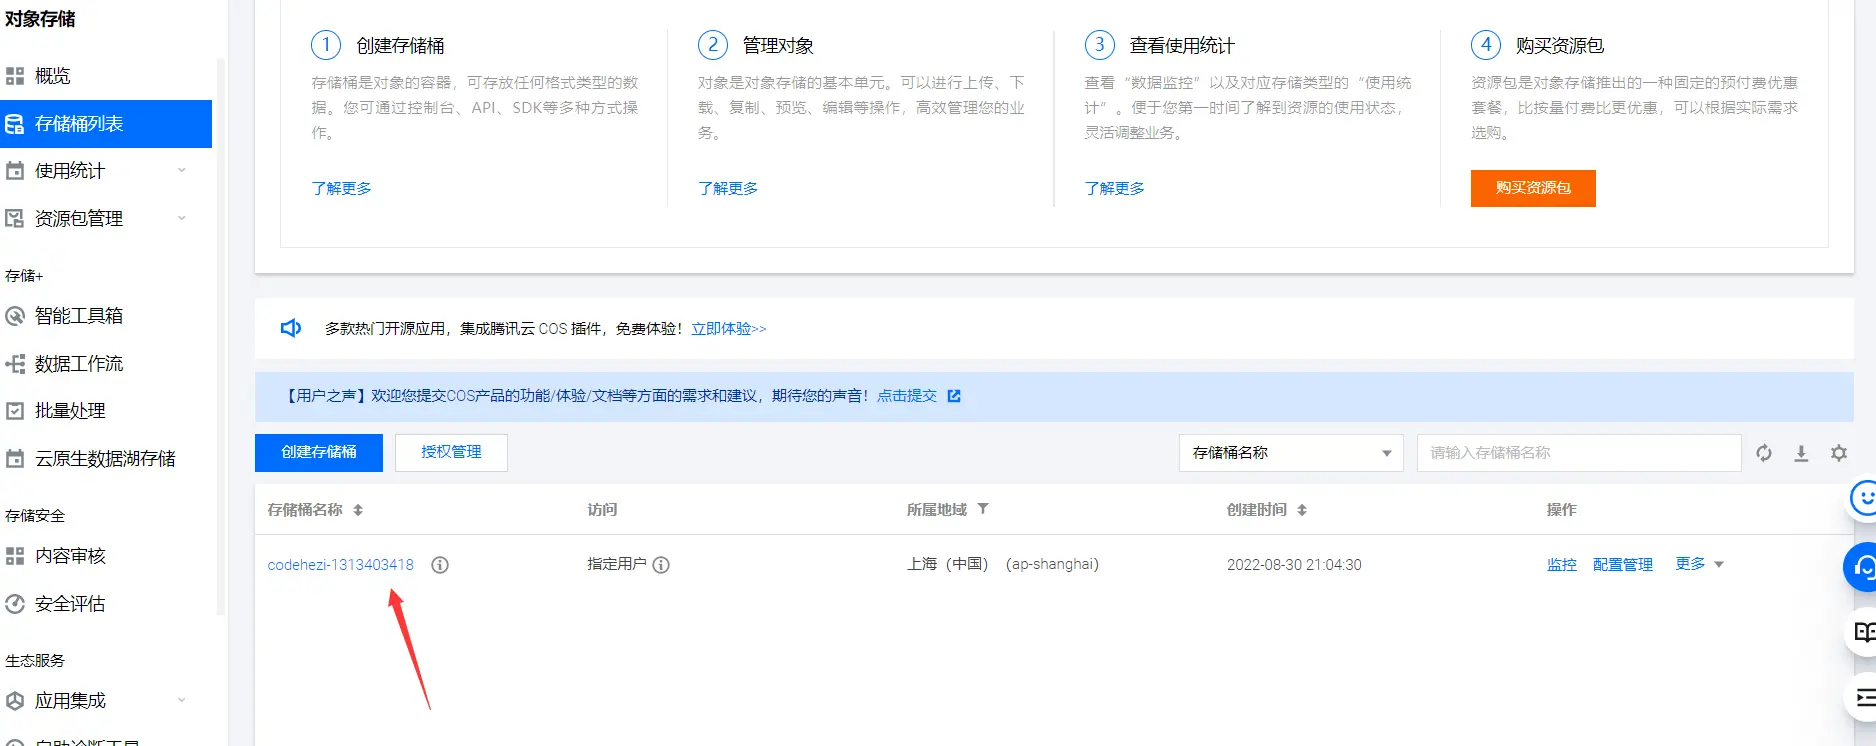 对象存储
概览
存储桶列表
使用统计
资源包管理
存储+
智能工具箱
数据工作流
批量处理
云原生数据湖存储
存储安全
内容审核
安全评估
生态服务
应用集成
自助诊断工具
1 创建存储桶
存储桶是对象的容器，可存放任何格式类型的数
据。您可通过控制台、API、SDK等多种方式操
作。
了解更多
2 管理对象
对象是对象存储的基本单元。可以进行上传、下
载、复制、预览、编辑等操作，高效管理您的业
务。
了解更多
3 查看使用统计
查看“数据监控”以及对应存储类型的“使用统
计”。便于您第一时间了解到资源的使用状态，
灵活调整业务。
了解更多
4 购买资源包
资源包是对象存储推出的一种固定的预付费优惠
套餐，比按量付费比更优惠，可以根据实际需求
选购。
购买资源包
多款热门开源应用，集成腾讯云 COS 插件，免费体验！立即体验>>
【用户之声】欢迎您提交COS产品的功能/体验/文档等方面的需求和建议，期待您的声音！点击提交
创建存储桶 授权管理 存储桶名称 请输入存储桶名称
存储桶名称 访问 所属地域 创建时间 操作
codehezi-1313403418 指定用户 上海（中国）（ap-shanghai） 2022-08-30 21:04:30 监控 配置管理 更多